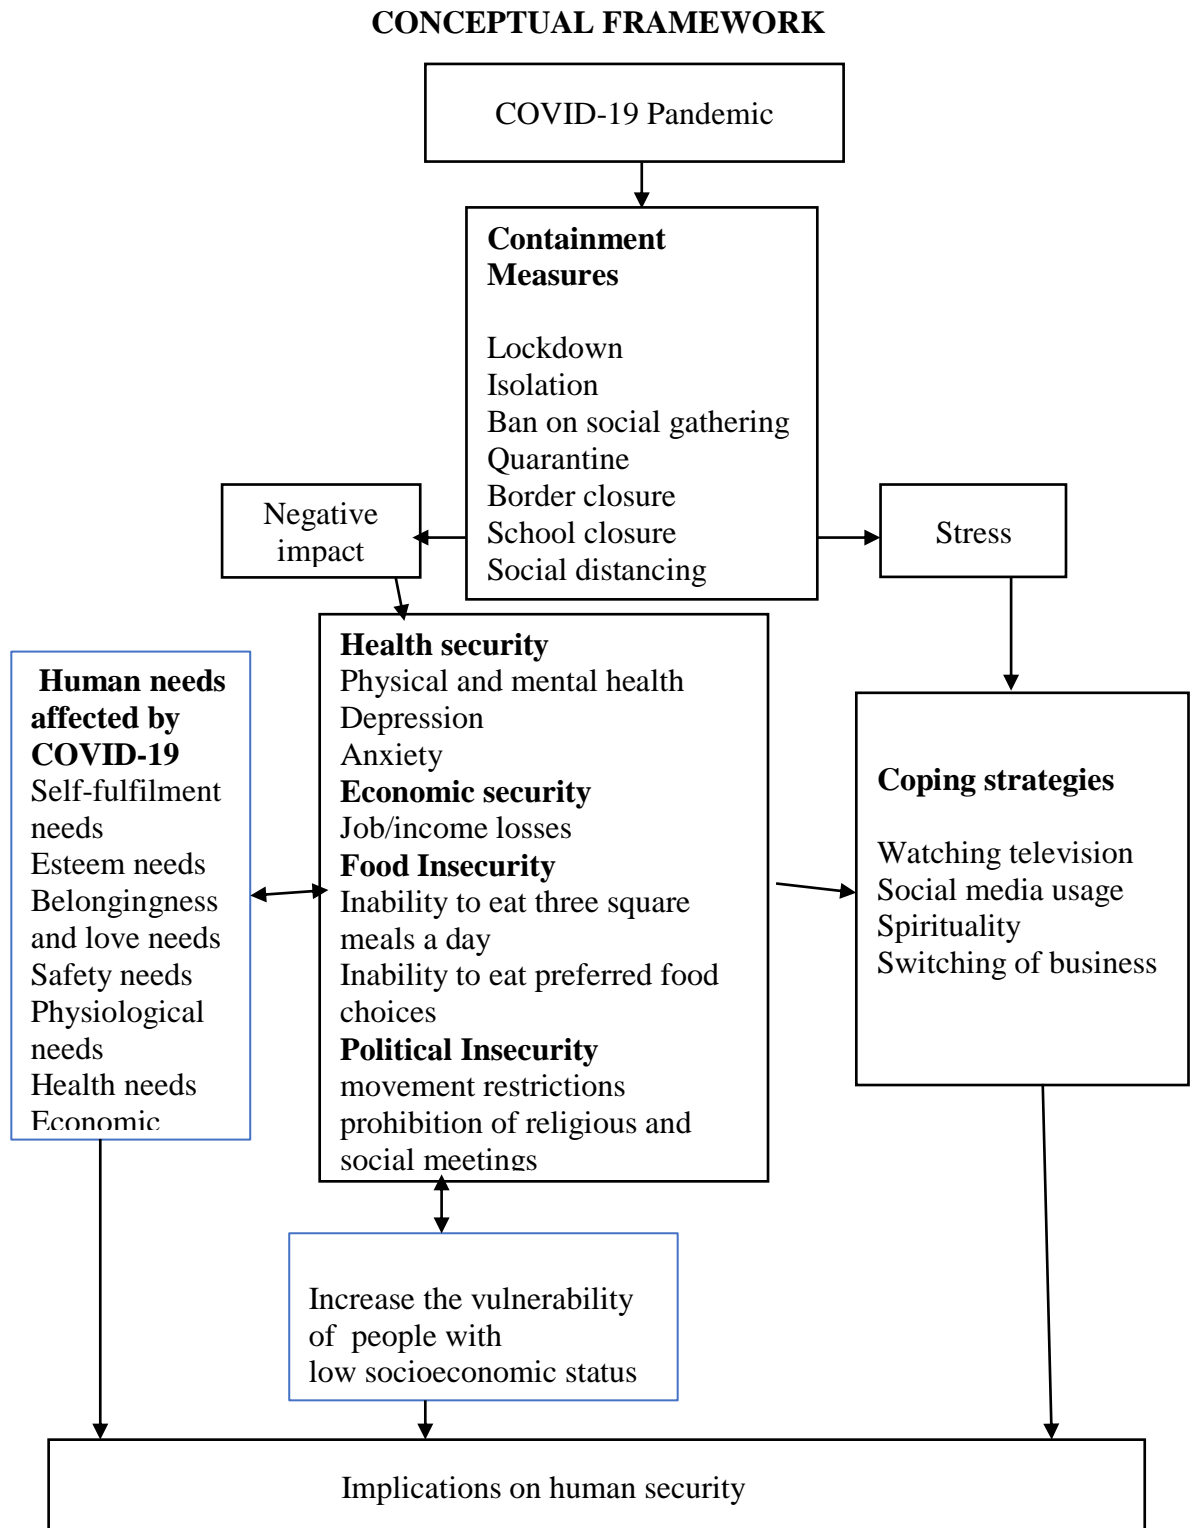 CONCEPTUAL FRAMEWORK
COVID-19 Pandemic
Containment
Measures
Lockdown
Isolation
Ban on social gathering
Quarantine
Border closure
School closure
Social distancing
Negative
impact
Stress
Health security
Physical and mental health
Depression
Anxiety
Economic security
Job/income losses
Food Insecurity
Inability to eat three square
meals a day
Inability to eat preferred food
choices
Political Insecurity
movement restrictions
prohibition of religious and
social meetings
Human needs
affected by
COVID-19
Self-fulfilment
needs
Esteem needs
Belongingness
and love needs
Safety needs
Physiological
needs
Health needs
Economic
Coping strategies
Watching television
Social media usage
Spirituality
Switching of business
Increase the vulnerability
of people with
low socioeconomic status
Implications on human security